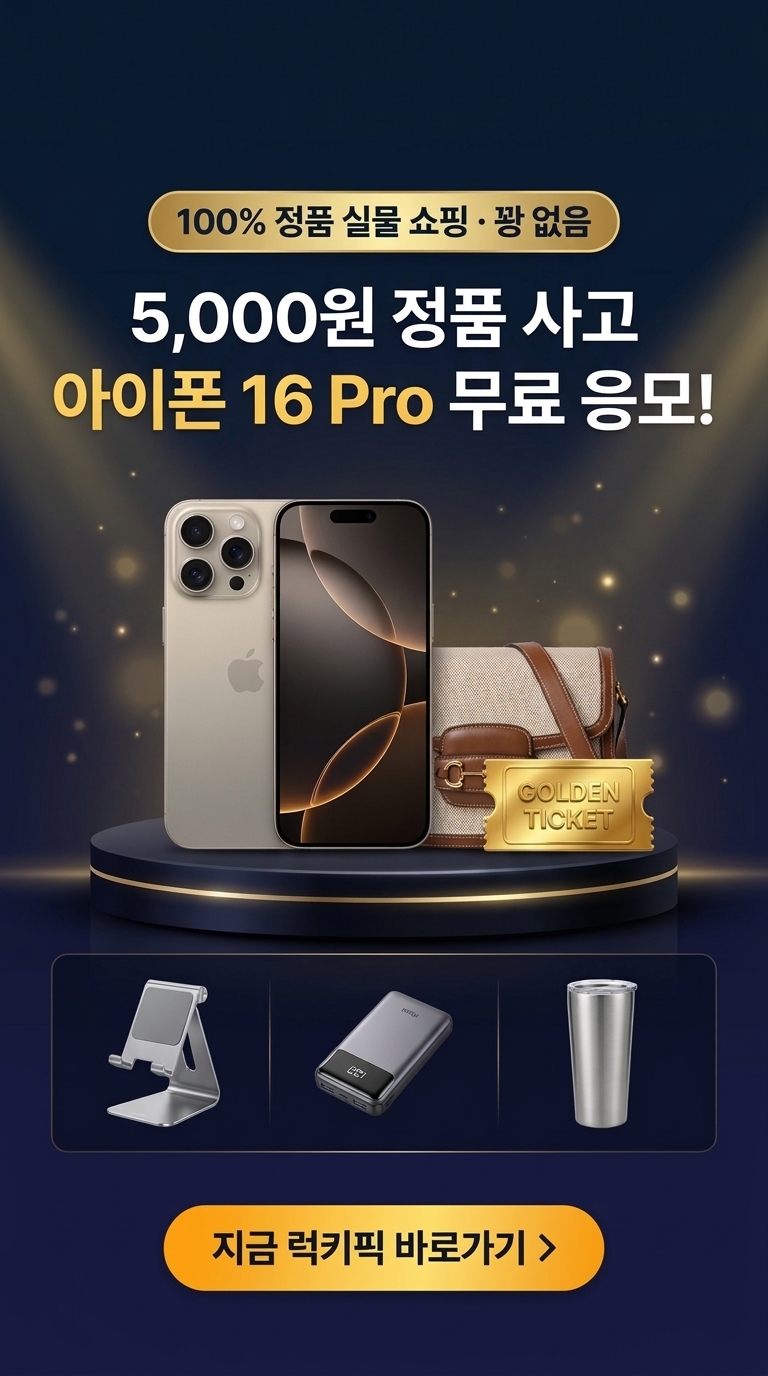 100% 정품 실물 쇼핑 · 꽝 없음
5,000원 정품 사고
아이폰 16 Pro 무료 응모!
GOLDEN
TICKET
지금 럭키픽 바로가기 >